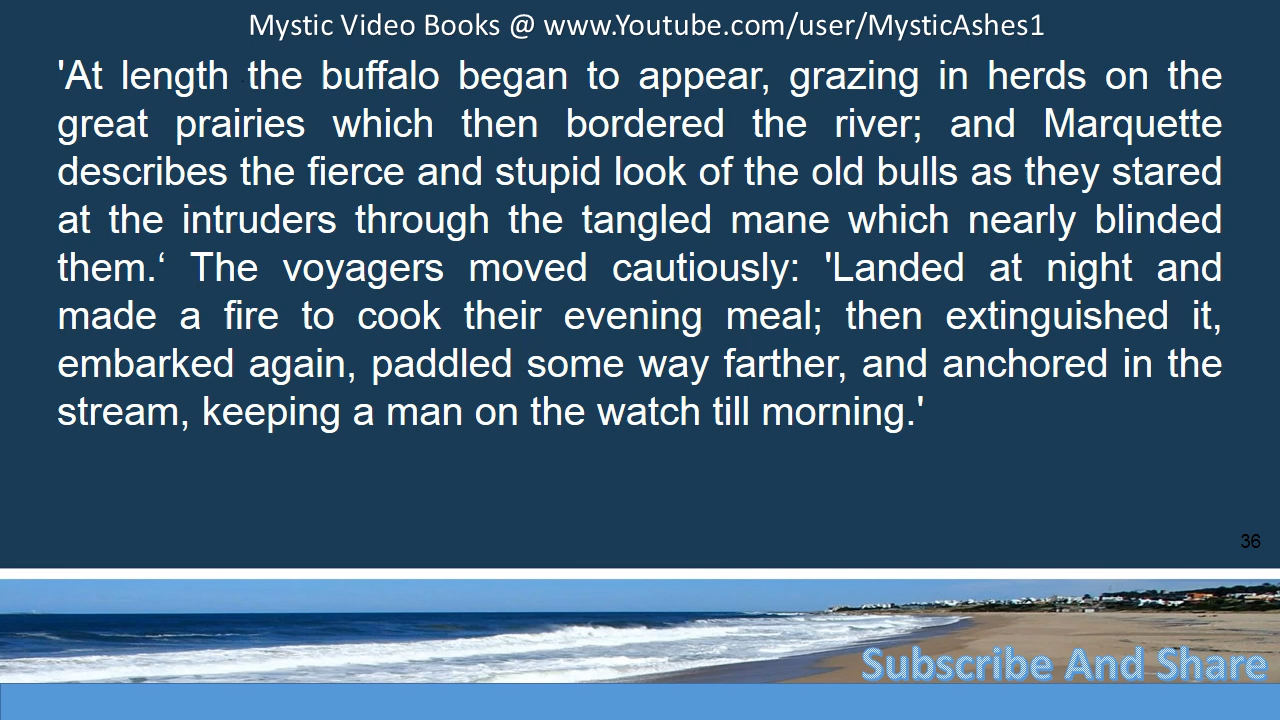 Mystic Video Books @ www.Youtube.com/user/MysticAshes1
'At length the buffalo began to appear, grazing in herds on the
great prairies which then bordered the river; and Marquette
describes the fierce and stupid look of the old bulls as they stared
at the intruders through the tangled mane which nearly blinded
them.‘ The voyagers moved cautiously: 'Landed at night and
made a fire to cook their evening meal; then extinguished it,
embarked again, paddled some way farther, and anchored in the
stream, keeping a man on the watch till morning.'
36
Subscribe And Share